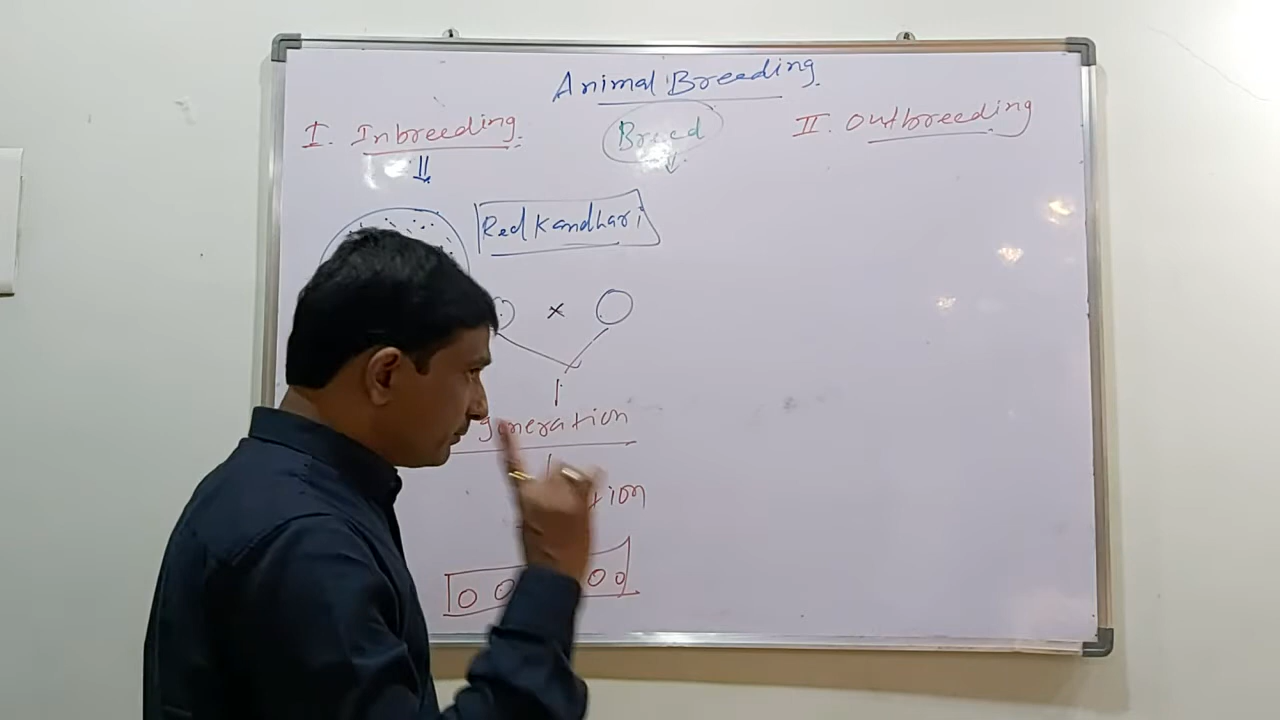 Animal Breeding.
I. Inbreeding.
Breed
II. Outbreeding
Red Kandhari
×
generation